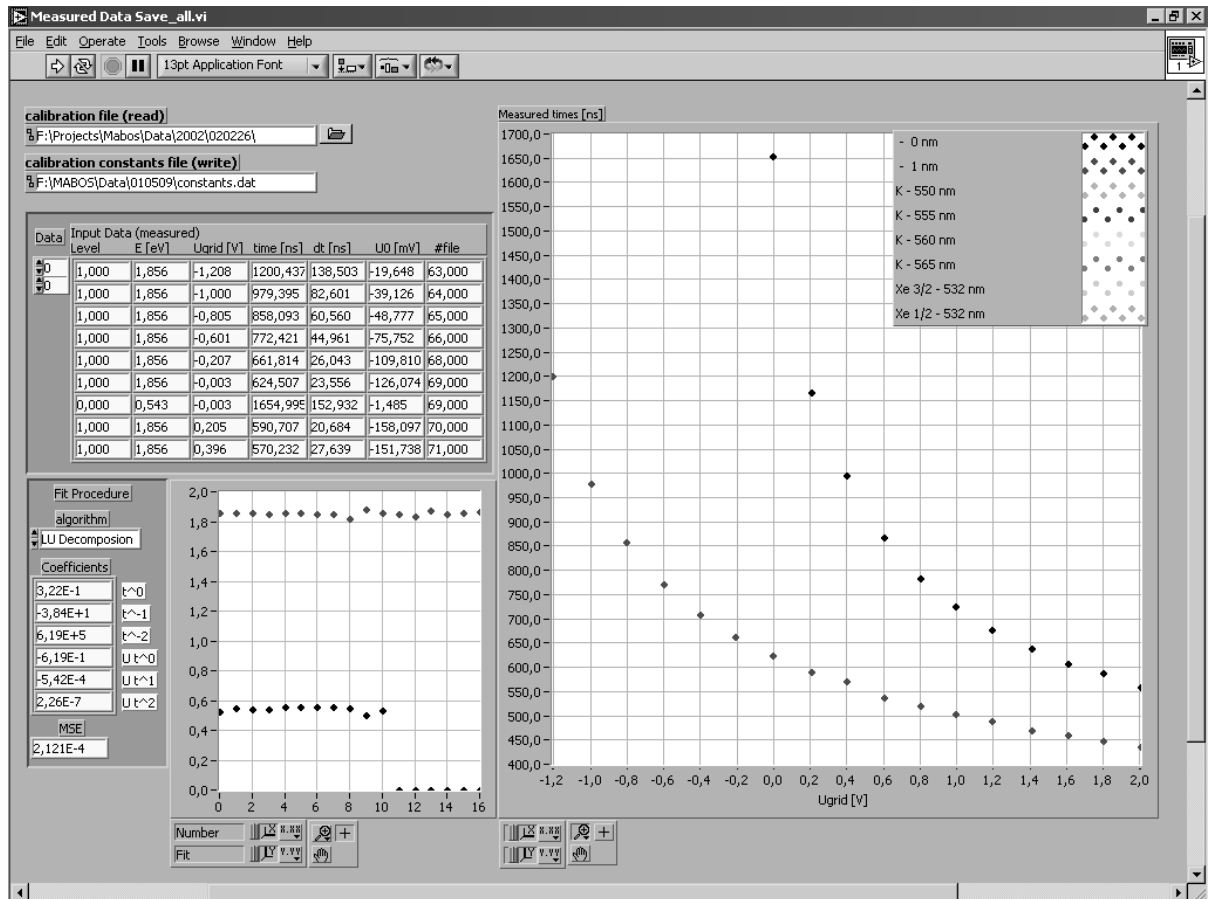 Measured Data Save_all.vi
File Edit Operate Tools Browse Window Help
13pt Application Font
1
calibration file (read)
F:\Projects\Mabos\Data\2002\020226\
calibration constants file (write)
F:\MABOS\Data\010509\constants.dat
Data
0
0
Input Data (measured)
Level E [eV] Ugrid [V] time [ns] dt [ns] U0 [mV] #file
1,000 1,856 -1,208 1200,437 138,503 -19,648 63,000
1,000 1,856 -1,000 979,395 82,601 -39,126 64,000
1,000 1,856 -0,805 858,093 60,560 -48,777 65,000
1,000 1,856 -0,601 772,421 44,961 -75,752 66,000
1,000 1,856 -0,207 661,814 26,043 -109,810 68,000
1,000 1,856 -0,003 624,507 23,556 -126,074 69,000
0,000 0,543 -0,003 1654,995 152,932 -1,485 69,000
1,000 1,856 0,205 590,707 20,684 -158,097 70,000
1,000 1,856 0,396 570,232 27,639 -151,738 71,000
Fit Procedure
algorithm
LU Decomposion
Coefficients
3,22E-1 t^0
-3,84E+1 t^-1
6,19E+5 t^-2
-6,19E-1 U t^0
-5,42E-4 U t^1
2,26E-7 U t^2
MSE
2,121E-4
2,0
1,8
1,6
1,4
1,2
1,0
0,8
0,6
0,4
0,2
0,0
0 2 4 6 8 10 12 14 16
Number X x.xx
Fit Y y.yy
Measured times [ns]
1700,0
1650,0
1600,0
1550,0
1500,0
1450,0
1400,0
1350,0
1300,0
1250,0
1200,0
1150,0
1100,0
1050,0
1000,0
950,0
900,0
850,0
800,0
750,0
700,0
650,0
600,0
550,0
500,0
450,0
400,0
-1,2 -1,0 -0,8 -0,6 -0,4 -0,2 0,0 0,2 0,4 0,6 0,8 1,0 1,2 1,4 1,6 1,8 2,0
Ugrid [V]
- 0 nm
- 1 nm
K - 550 nm
K - 555 nm
K - 560 nm
K - 565 nm
Xe 3/2 - 532 nm
Xe 1/2 - 532 nm
X x.xx
Y y.yy